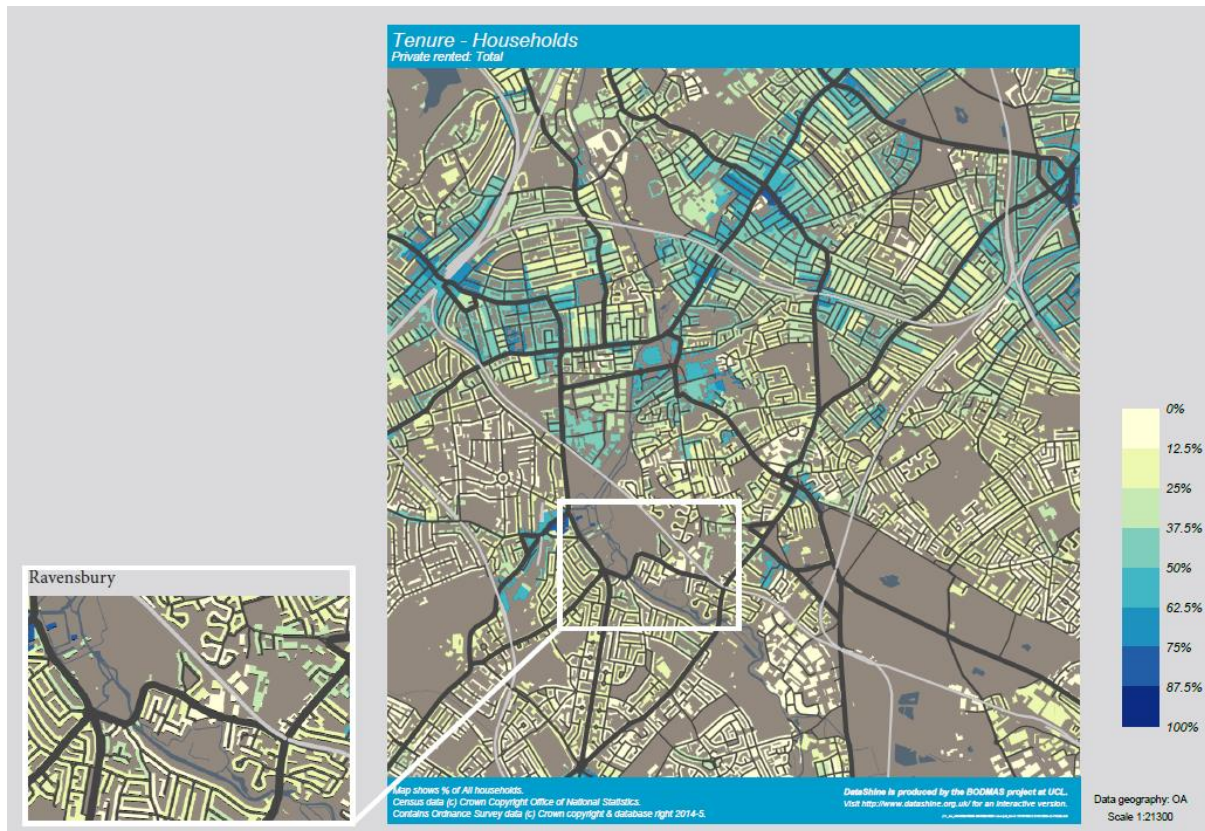 Tenure - Households
Private rented: Total
0%
12.5%
25%
37.5%
50%
62.5%
75%
87.5%
100%
Ravensbury
Map shows % of All households.
Census data (c) Crown Copyright Office of National Statistics.
Contains Ordnance Survey data (c) Crown copyright & database right 2014-5.
DataShine is produced by the BODMAS project at UCL.
Visit http://www.datashine.org.uk/ for an interactive version.
Data geography: OA
Scale 1:21300